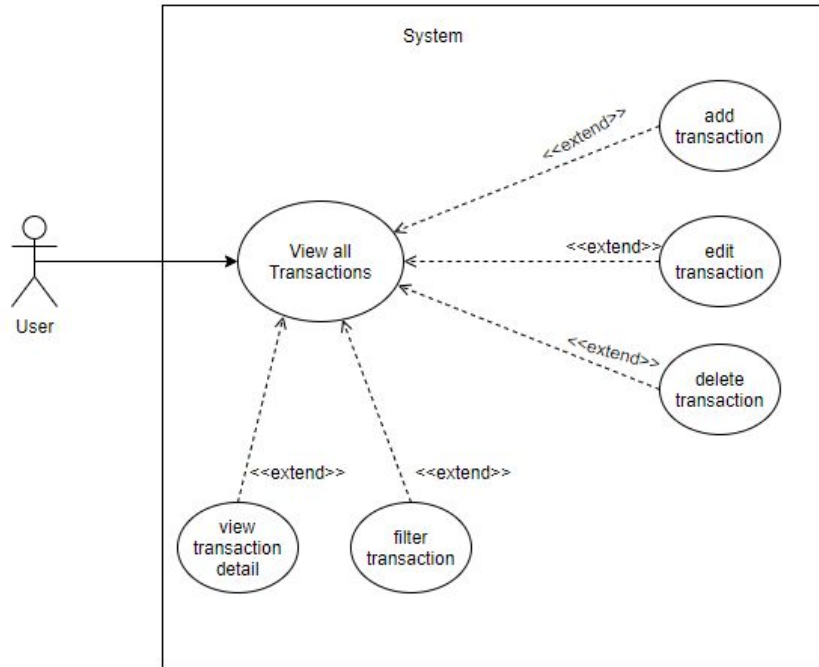 System
<<extend>>
add
transaction
View all
Transactions
<<extend>>
edit
transaction
User
<<extend>>
delete
transaction
<<extend>>
<<extend>>
view
transaction
detail
filter
transaction